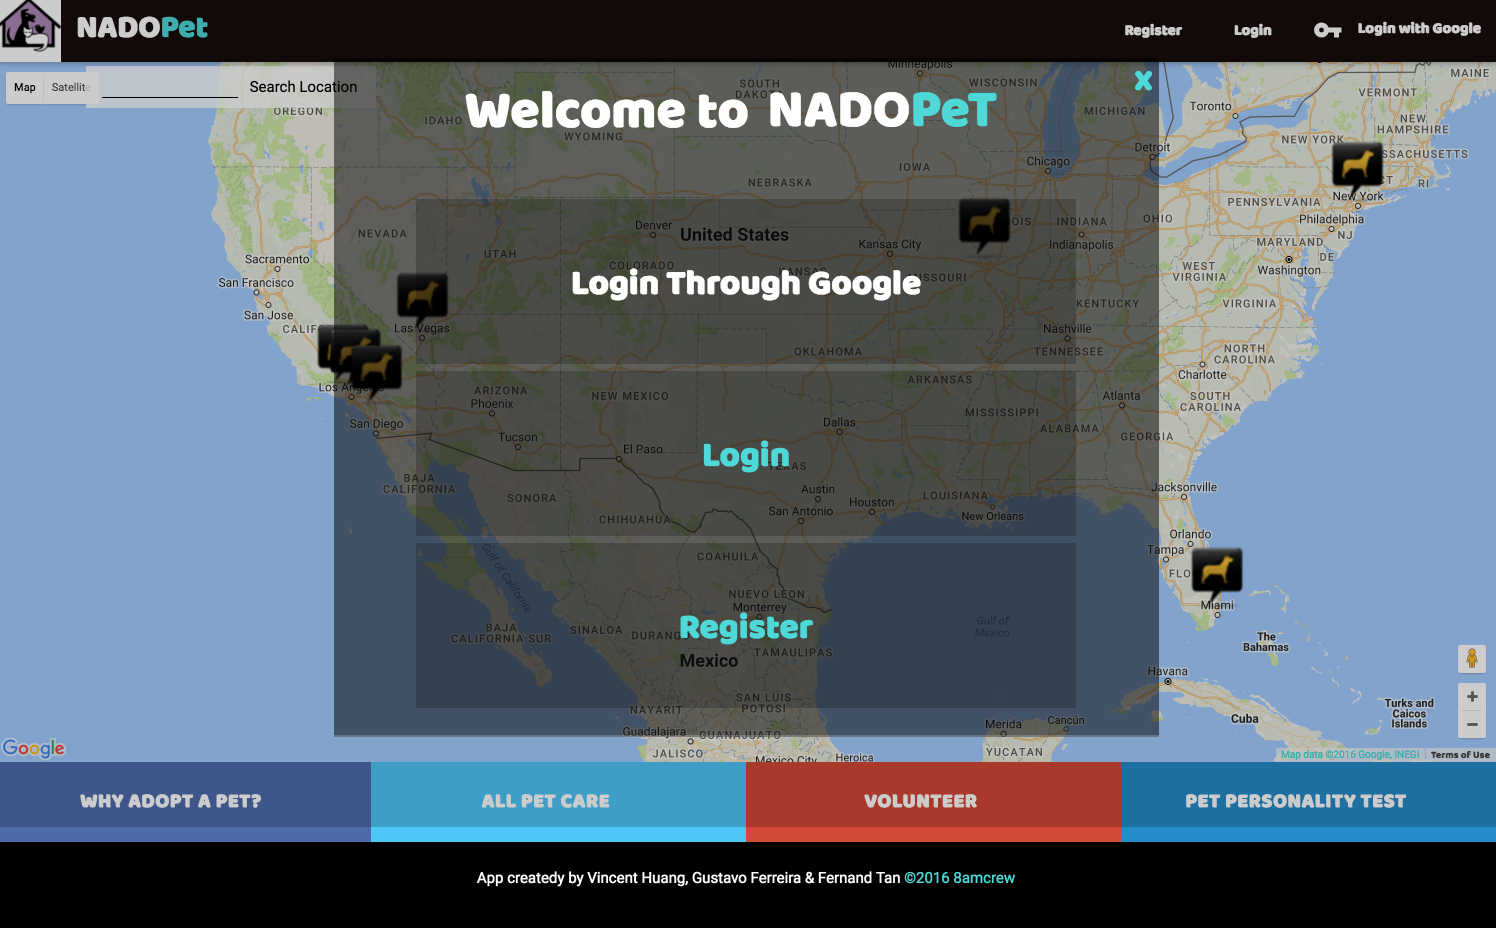 NADOPet
Register
Login
Login with Google
Map
Satellite
Search Location
X
Welcome to NADOPeT
Login Through Google
Login
Register
Minneapolis
SOUTH
DAKOTA
WISCONSIN
MICHIGAN
Toronto
MAINE
VERMONT
NEW
HAMPSHIRE
OREGON
IDAHO
WYOMING
NEW YORK
Detroit
Chicago
IOWA
NEBRASKA
RI
PENNSYLVANIA
New York
Philadelphia
NJ
OHIO
INDIANA
Indianapolis
Denver
United States
Kansas City
NEVADA
UTAH
COLORADO
KANSAS
MISSOURI
MARYLAND
DE
Washington
WEST
VIRGINIA
VIRGINIA
KENTUCKY
Sacramento
San Francisco
San Jose
Las Vegas
Nashville
TENNESSEE
NORTH
CAROLINA
Charlotte
OKLAHOMA
ARKANSAS
Los Angeles
ARIZONA
Phoenix
NEW MEXICO
Atlanta
SOUTH
CAROLINA
MISSISSIPPI
ALABAMA
GEORGIA
Dallas
San Diego
Tucson
El Paso
TEXAS
BAJA
CALIFORNIA
SONORA
CHIHUAHUA
Austin
San Antonio
Houston
LOUISIANA
New Orleans
Jacksonville
Orlando
Tampa
Miami
COAHUILA
Gulf of California
NUEVO LEON
Monterrey
BAJA
CALIFORNIA SUR
SINALOA
DURANGO
TAMAULIPAS
Mexico
Gulf of
Mexico
The
Bahamas
Havana
Cuba
Turks and
Caicos
Islands
SAN LUIS
POTOSI
NAYARIT
Guadalajara
GUANAJUATO
JALISCO
Mexico City
Heroica
Merida
Cancún
YUCATAN
+
−
Google
Map data ©2016 Google, INEGI
Terms of Use
WHY ADOPT A PET?
ALL PET CARE
VOLUNTEER
PET PERSONALITY TEST
App createdy by Vincent Huang, Gustavo Ferreira & Fernand Tan ©2016 8amcrew